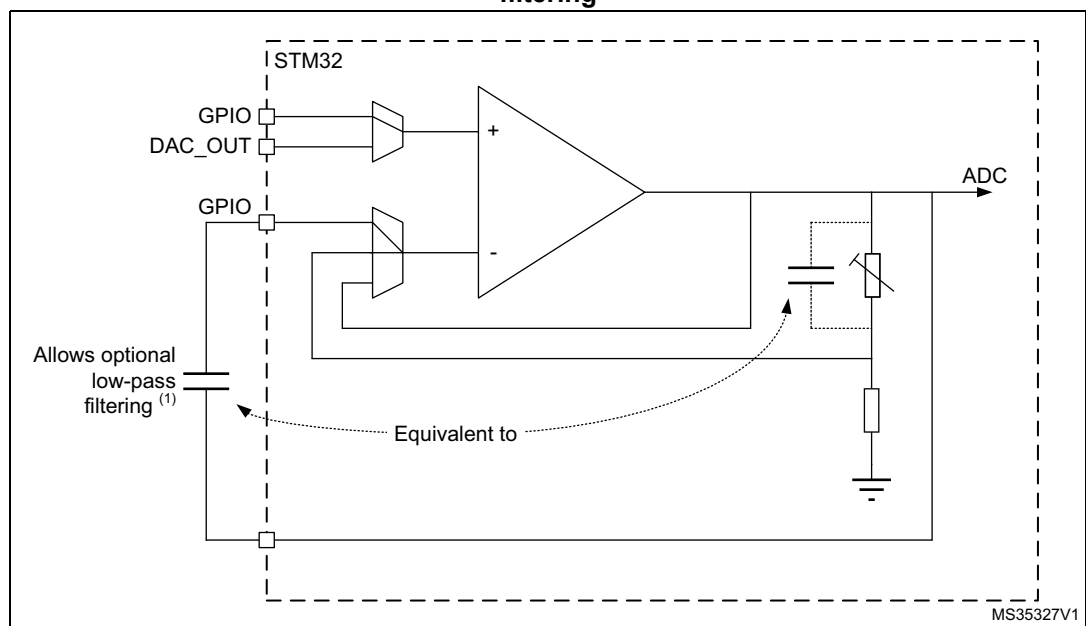 filtering
STM32
GPIO
DAC_OUT
GPIO
+
-
ADC
Allows optional
low-pass
filtering (1)
Equivalent to
MS35327V1